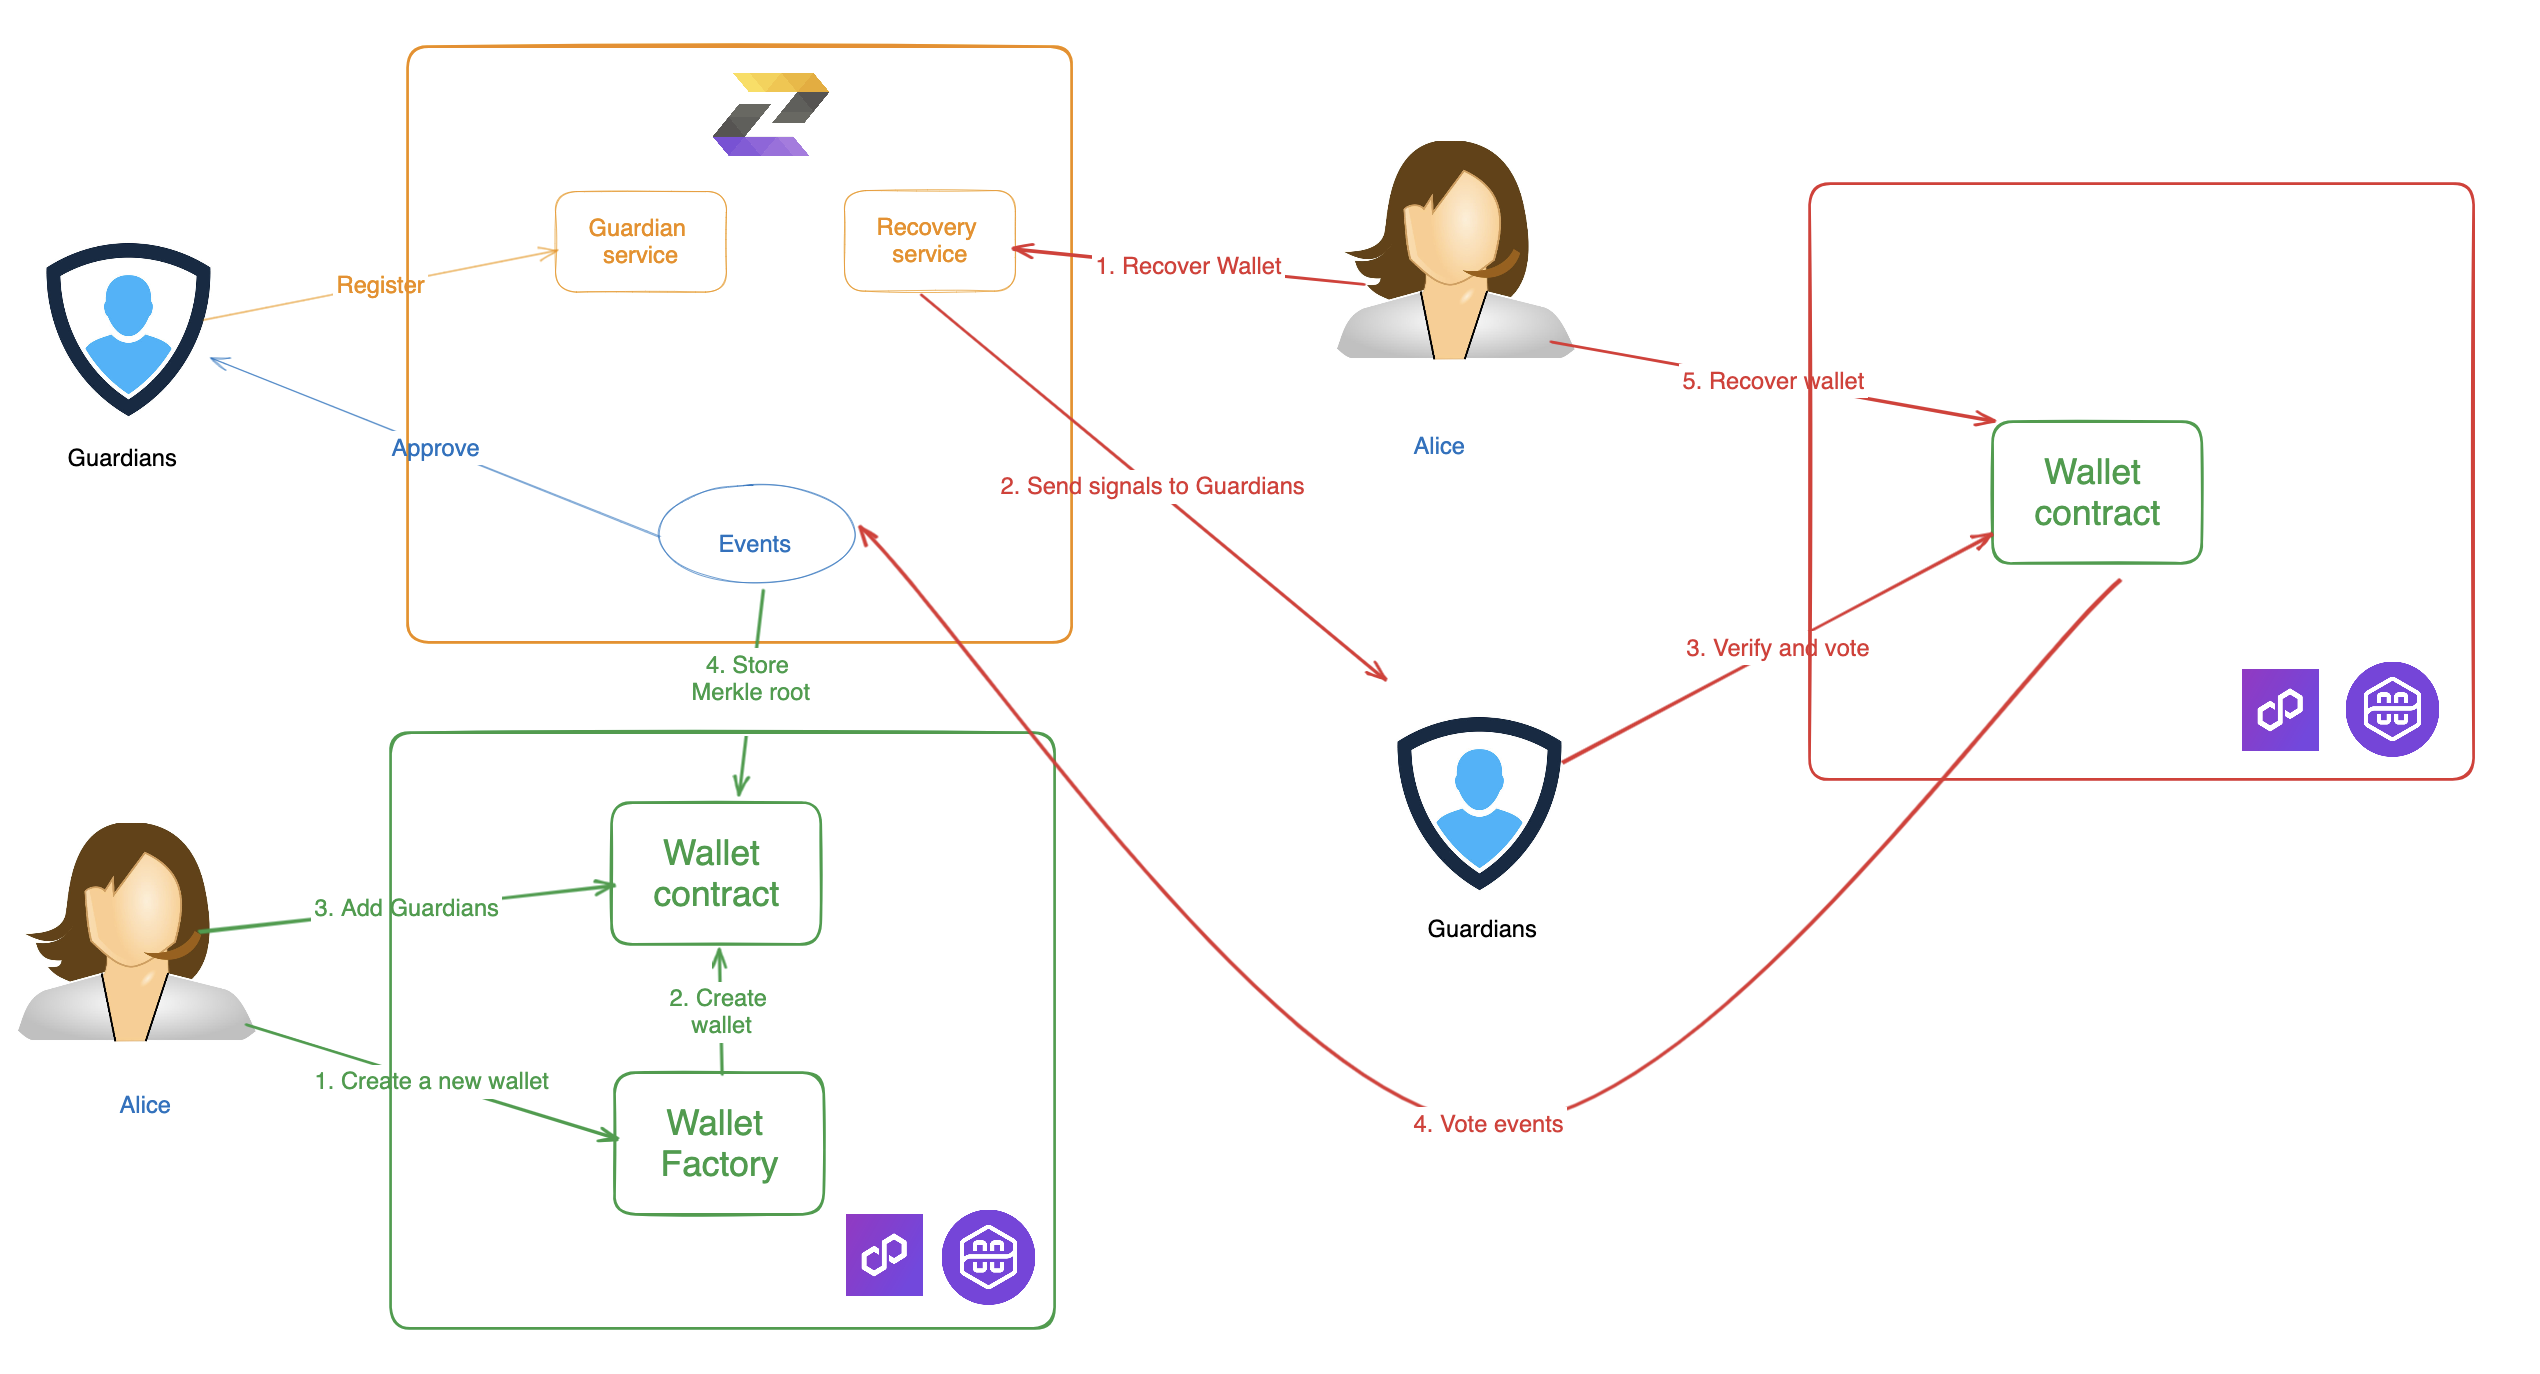 Guardian
service
Recovery
service
Register
Guardians
Approve
Events
1. Recover Wallet
Alice
2. Send signals to Guardians
5. Recover wallet
Wallet
contract
3. Verify and vote
Guardians
4. Vote events
4. Store
Merkle root
Wallet
contract
3. Add Guardians
2. Create
wallet
1. Create a new wallet
Alice
Wallet
Factory